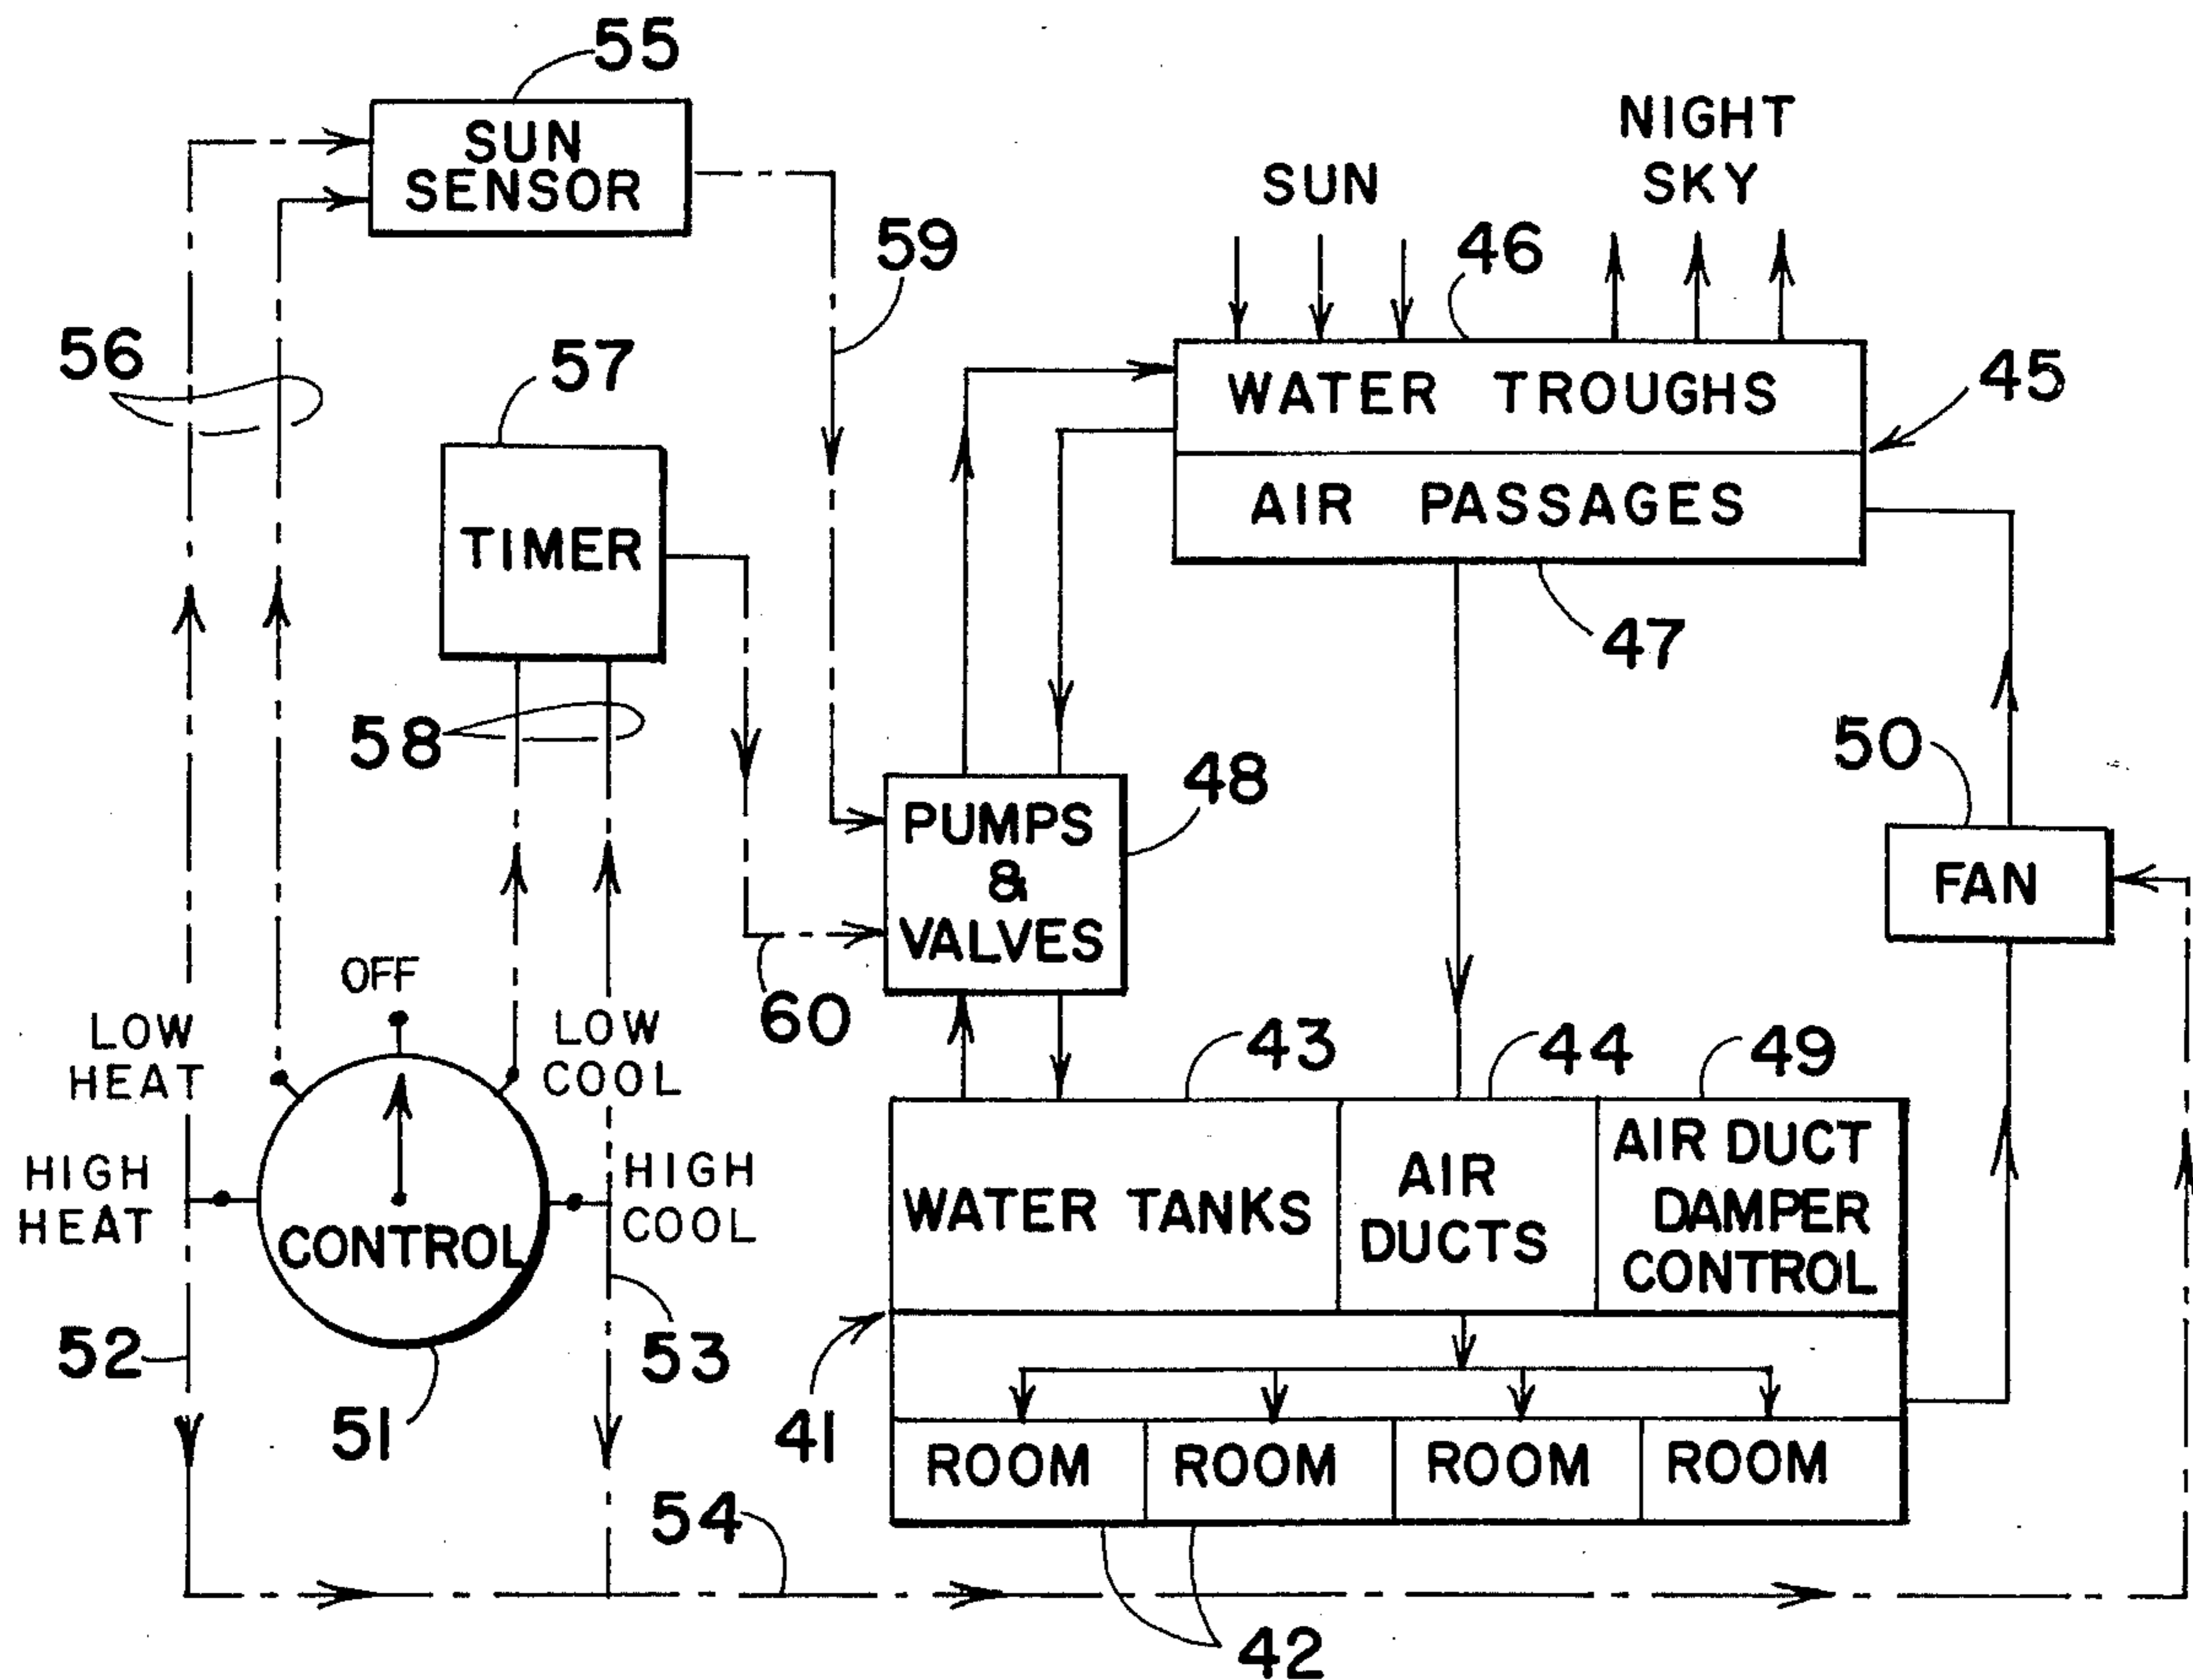 55
SUN
SENSOR
NIGHT
SKY
SUN
59
46
56
57
45
WATER TROUGHS
AIR PASSAGES
TIMER
47
58
50
48
PUMPS
&
VALVES
FAN
60
OFF
LOW
HEAT
LOW
COOL
43
44
49
HIGH
HEAT
HIGH
COOL
CONTROL
WATER TANKS
AIR
DUCTS
AIR DUCT
DAMPER
CONTROL
52
53
51
41
ROOM
ROOM
ROOM
ROOM
54
42